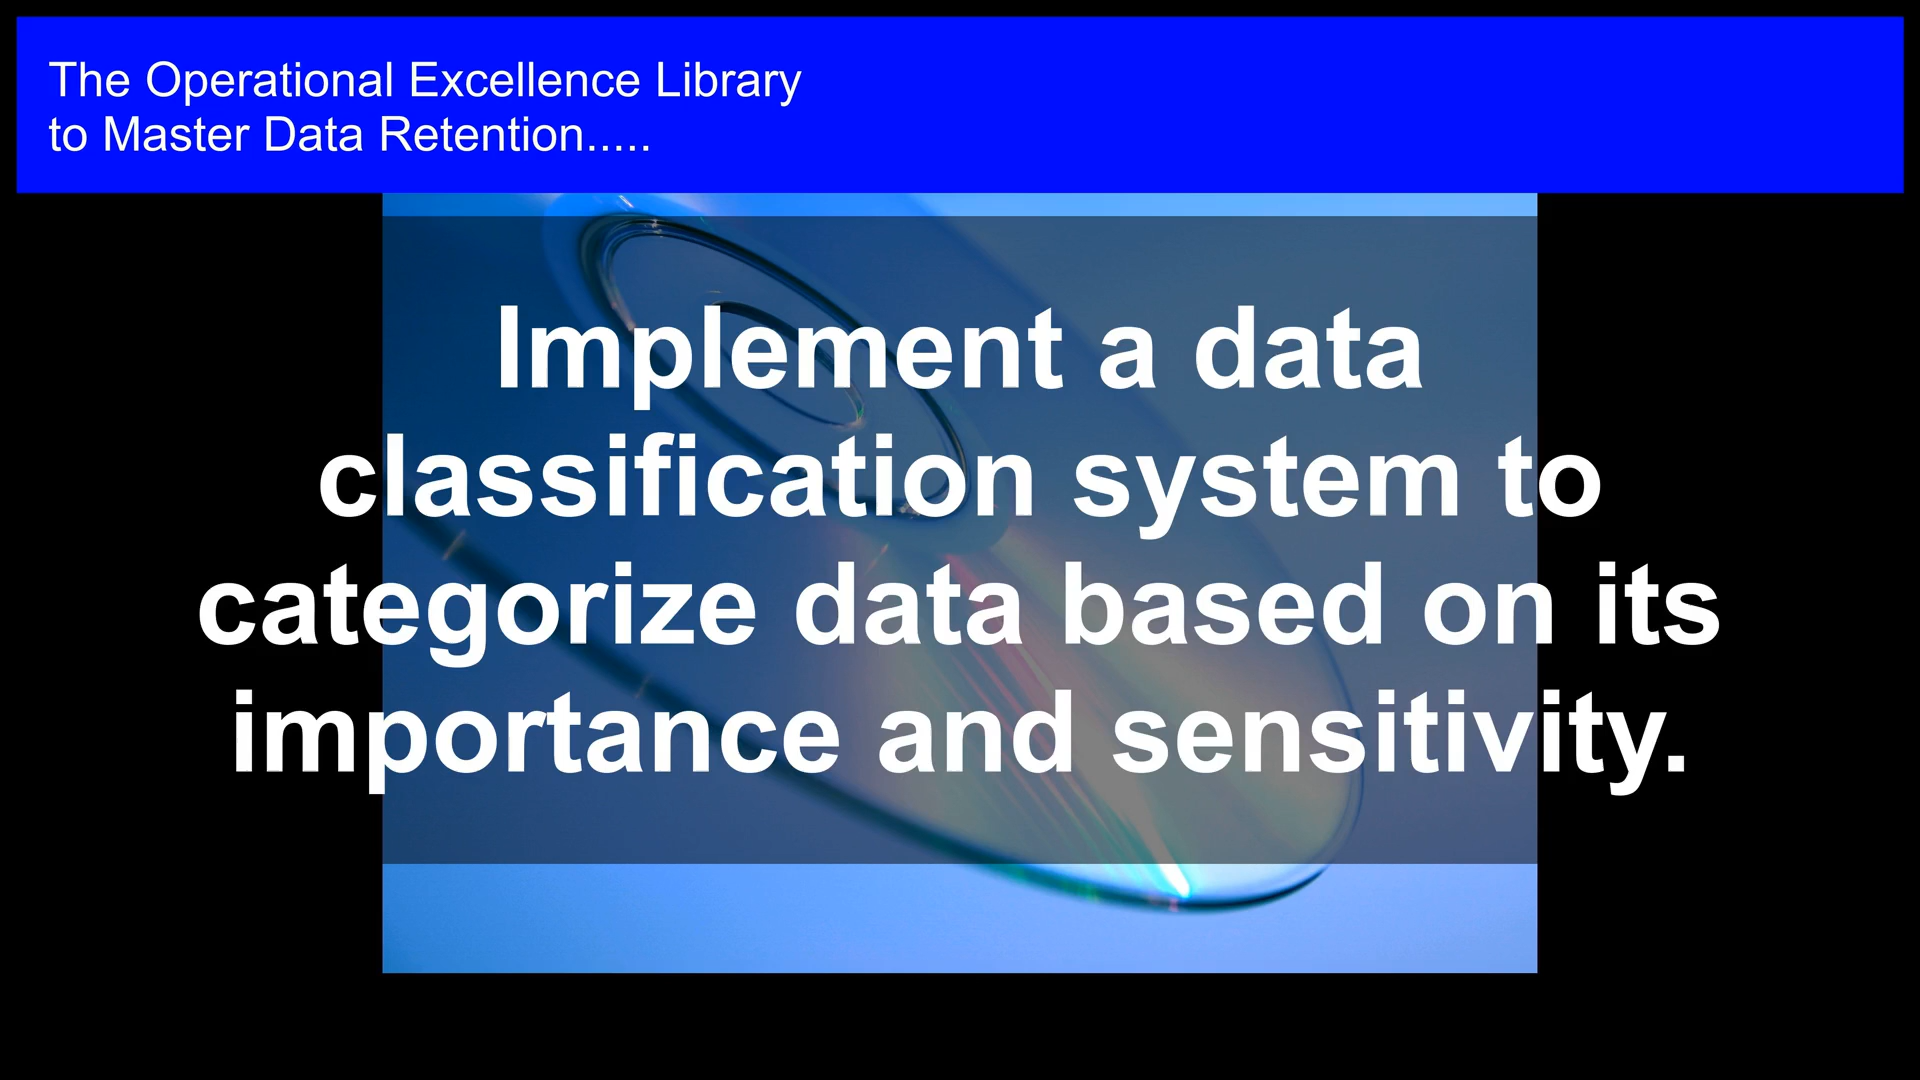 The Operational Excellence Library
to Master Data Retention.....
Implement a data
classification system to
categorize data based on its
importance and sensitivity.